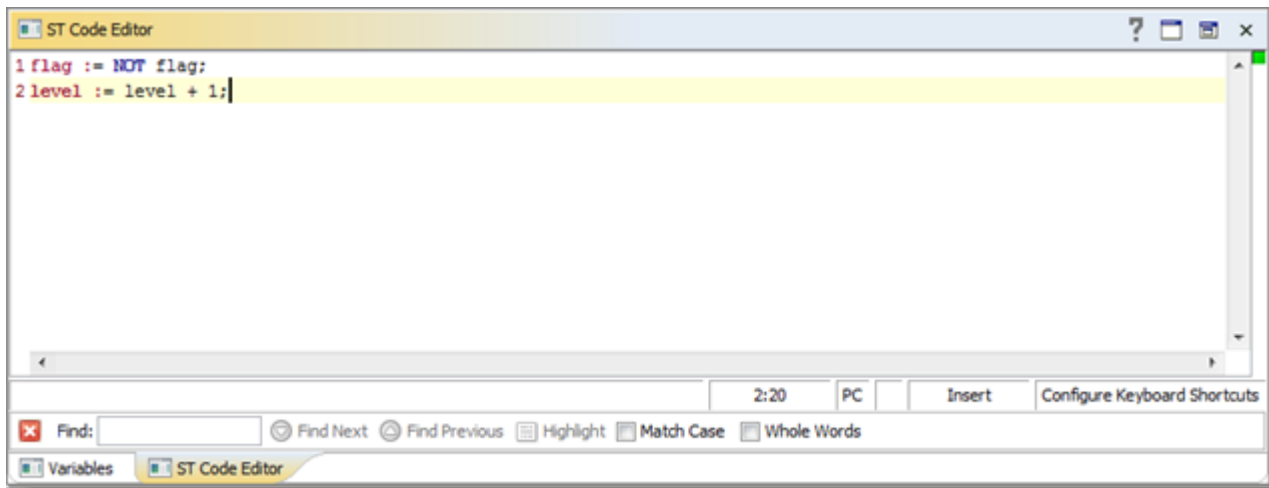 ST Code Editor ?
1 flag := NOT flag;
2 level := level + 1;
2:20 PC Insert Configure Keyboard Shortcuts
Find: Find Next Find Previous Highlight Match Case Whole Words
Variables ST Code Editor